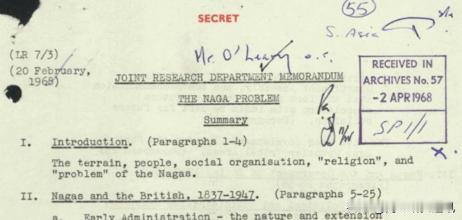 SECRET
55
S. Asia
(LR 7/3)
(20 February,
1968)
Mr. O'Leary o.r.
JOINT RESEARCH DEPARTMENT MEMORANDUM
THE NAGA PROBLEM
Summary
RECEIVED IN
ARCHIVES No. 57
-2 APR 1968
SP1/1
I. Introduction. (Paragraphs 1-4)
The terrain, people, social organisation, "religion", and
"problem" of the Nagas.
II. Nagas and the British, 1837-1947. (Paragraphs 5-25)
a. Early Administration - the nature and extension